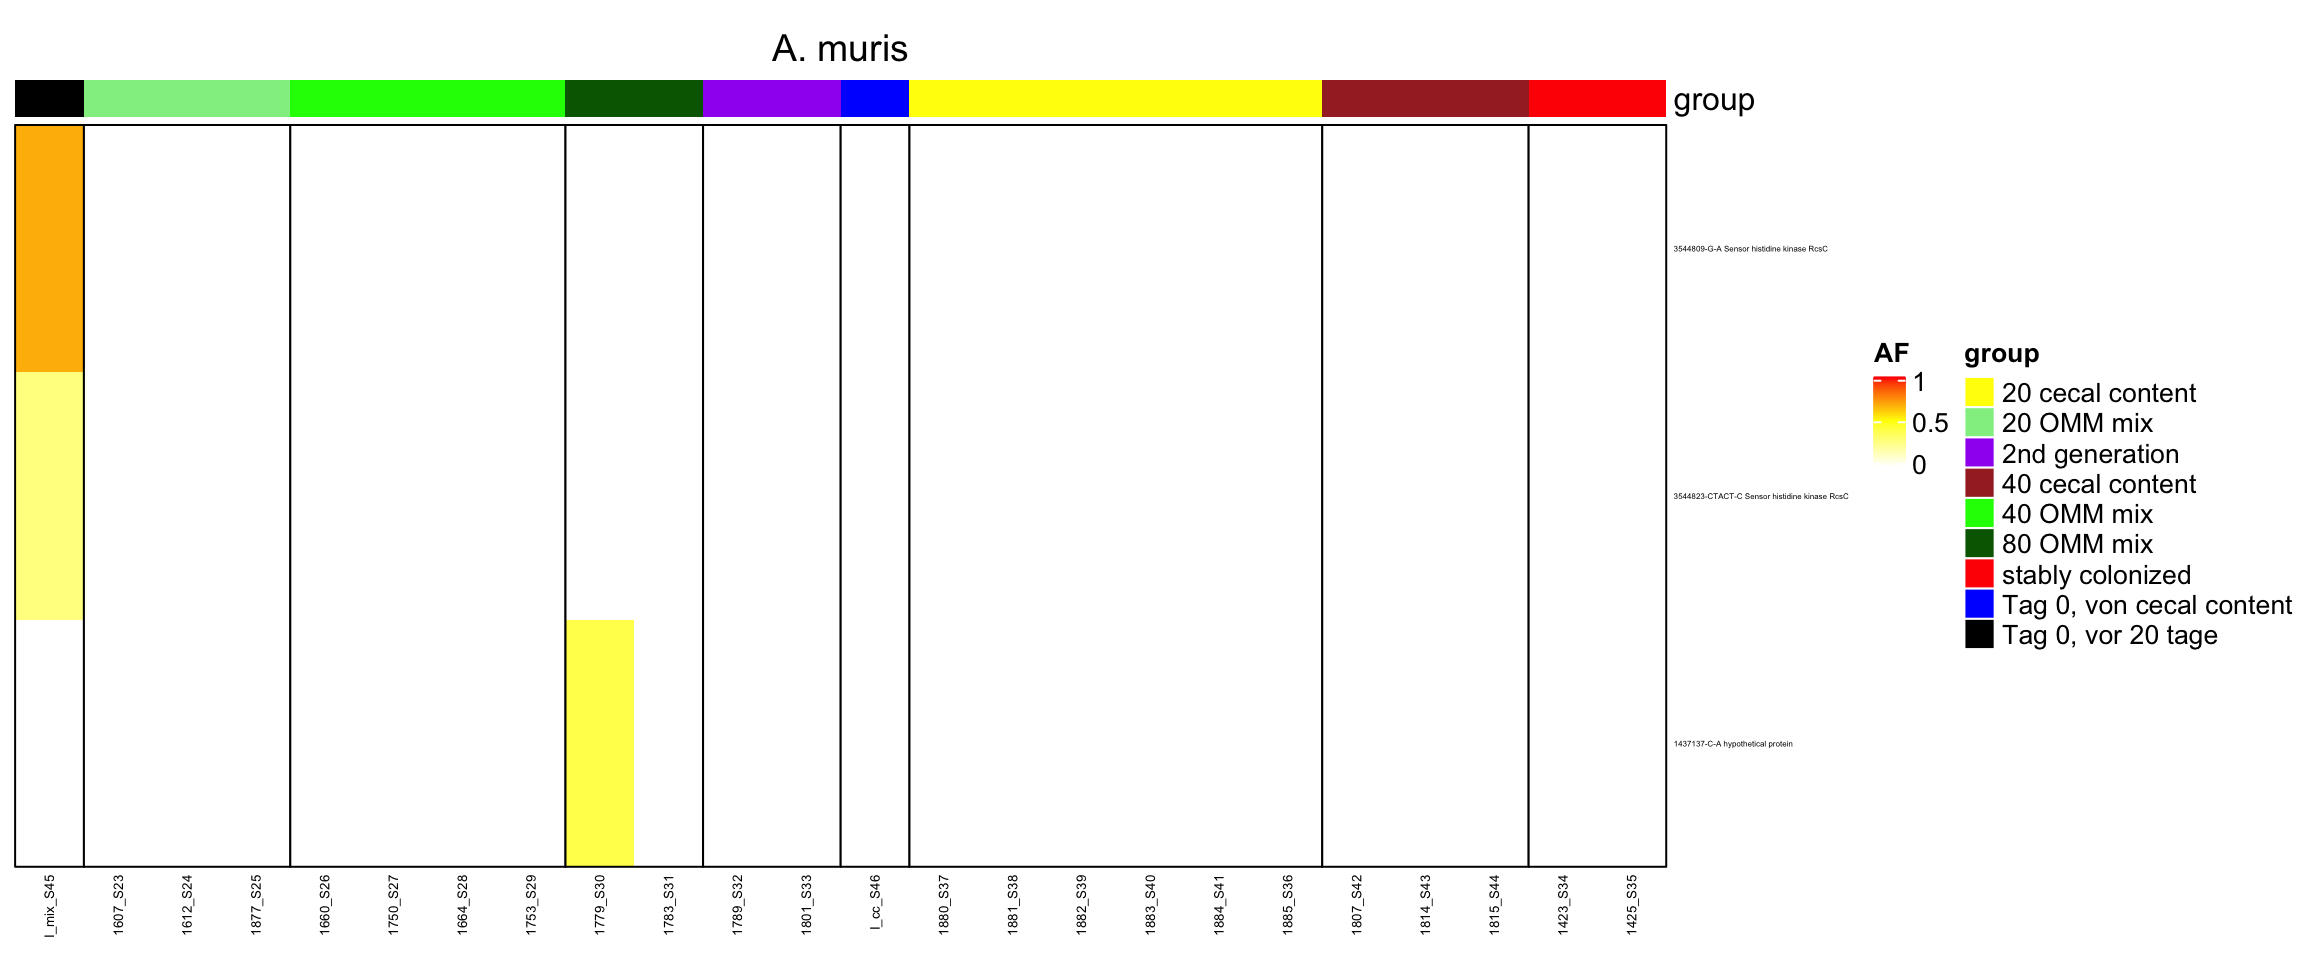 A. muris
group
3544809-G-A Sensor histidine kinase RcsC
3544823-CTACT-C Sensor histidine kinase RcsC
1437137-C-A hypothetical protein
I_mix_S45
1607_S23
1612_S24
1877_S25
1660_S26
1750_S27
1664_S28
1753_S29
1779_S30
1783_S31
1789_S32
1801_S33
I_cc_S46
1880_S37
1881_S38
1882_S39
1883_S40
1884_S41
1885_S36
1807_S42
1814_S43
1815_S44
1423_S34
1425_S35
AF
1
0.5
0
group
20 cecal content
20 OMM mix
2nd generation
40 cecal content
40 OMM mix
80 OMM mix
stably colonized
Tag 0, von cecal content
Tag 0, vor 20 tage